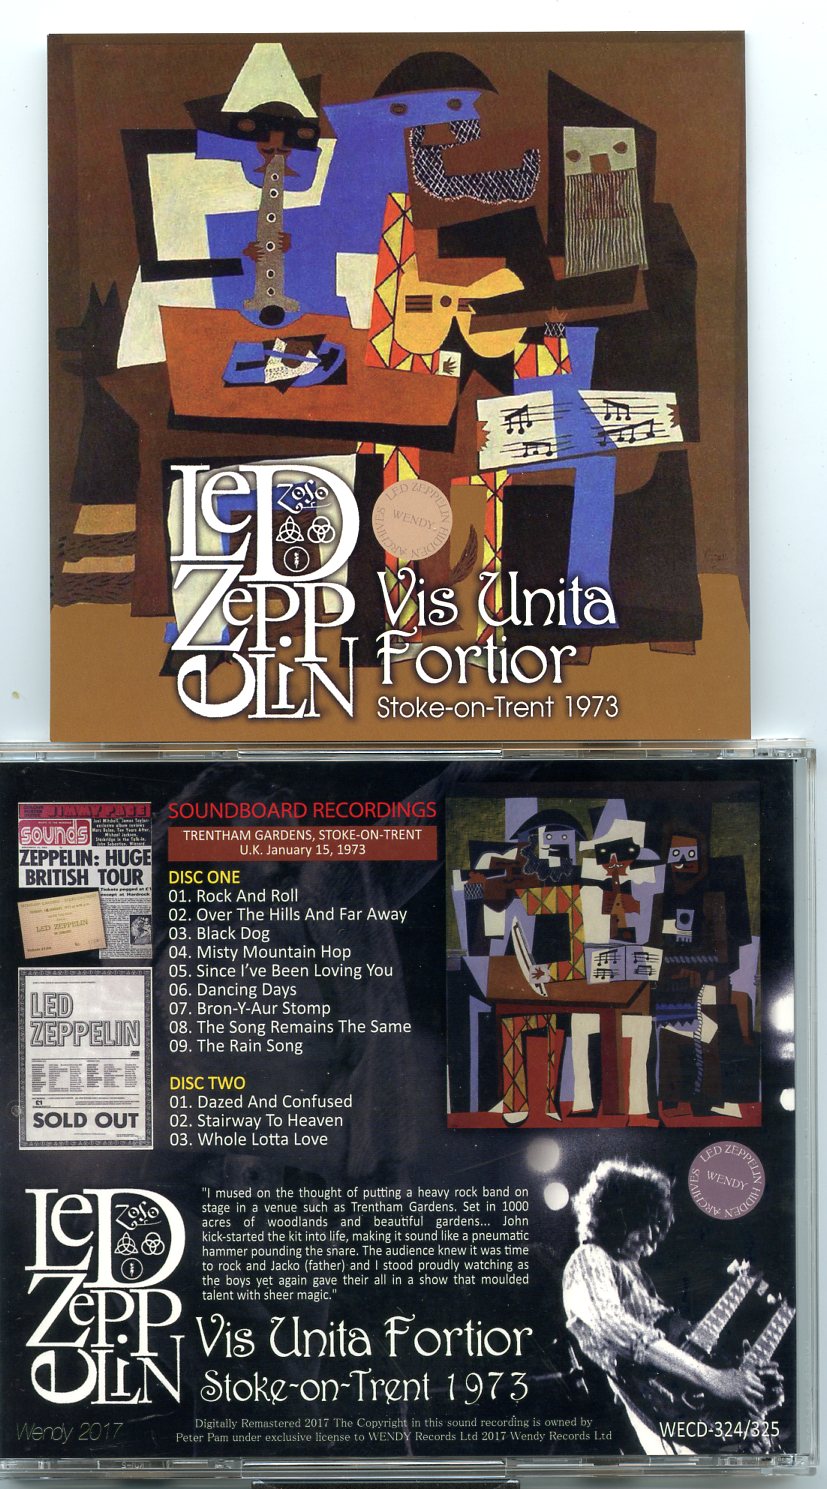 LED
ZEPP
ELIN
LED ZEPPELIN HIDDEN ARCHIVES
WENDY
Vis Unita
Fortior
Stoke-on-Trent 1973
sounds
ZEPPELIN: HUGE
BRITISH TOUR
LED ZEPPELIN
LED
ZEPPELIN
SOLD OUT
SOUNDBOARD RECORDINGS
TRENTHAM GARDENS, STOKE-ON-TRENT
U.K. January 15, 1973
DISC ONE
01. Rock And Roll
02. Over The Hills And Far Away
03. Black Dog
04. Misty Mountain Hop
05. Since I've Been Loving You
06. Dancing Days
07. Bron-Y-Aur Stomp
08. The Song Remains The Same
09. The Rain Song
DISC TWO
01. Dazed And Confused
02. Stairway To Heaven
03. Whole Lotta Love
LED ZEPPELIN HIDDEN ARCHIVES
WENDY
LED
ZEPP
ELIN
"I mused on the thought of putting a heavy rock band on
stage in a venue such as Trentham Gardens. Set in 1000
acres of woodlands and beautiful gardens... John
kick-started the kit into life, making it sound like a pneumatic
hammer pounding the snare. The audience knew it was time
to rock and Jacko (father) and I stood proudly watching as
the boys yet again gave their all in a show that moulded
talent with sheer magic."
Vis Unita Fortior
Stoke-on-Trent 1973
Wendy 2017
Digitally Remastered 2017 The Copyright in this sound recording is owned by
Peter Pam under exclusive license to WENDY Records Ltd 2017 Wendy Records Ltd
WECD-324/325